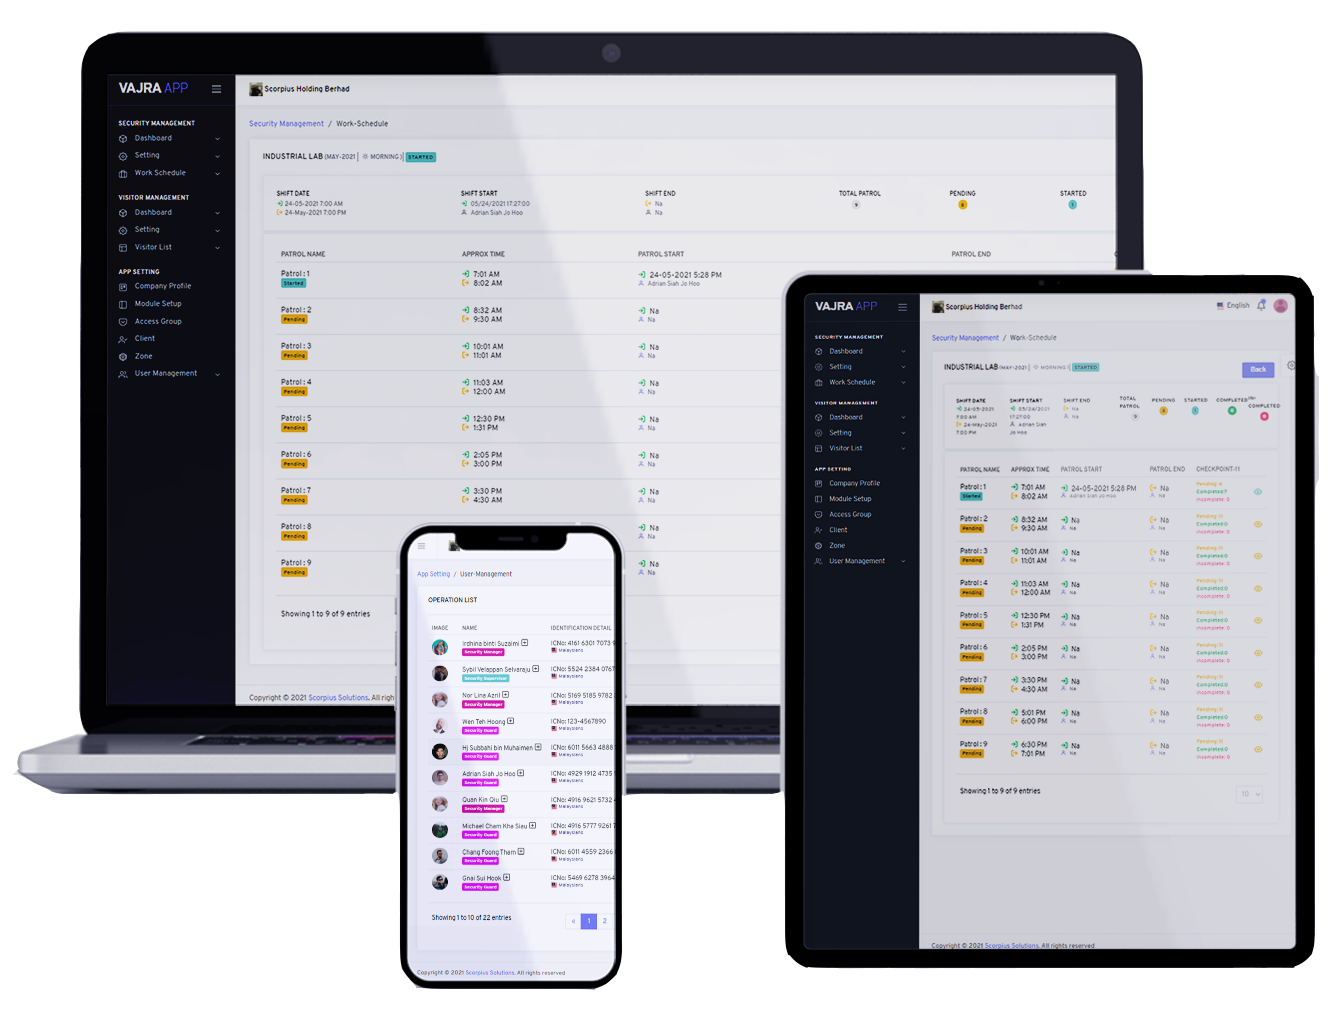 VAJRA APP
Scorpius Holding Berhad
SECURITY MANAGEMENT
Dashboard
Setting
Work Schedule
VISITOR MANAGEMENT
Dashboard
Setting
Visitor List
APP SETTING
Company Profile
Module Setup
Access Group
Client
Zone
User Management
Security Management / Work-Schedule
INDUSTRIAL LAB (MAY-2021 | MORNING )| STARTED
SHIFT DATE SHIFT START SHIFT END TOTAL PATROL PENDING STARTED
24-05-2021 7:00 AM 05/24/2021 17:27:00 Na 9 8 1
24-May-2021 7:00 PM Adrian Siah Jo Hoo Na
PATROL NAME APPROX TIME PATROL START PATROL END
Patrol : 1 7:01 AM 24-05-2021 5:28 PM
Started 8:02 AM Adrian Siah Jo Hoo
Patrol : 2 8:32 AM Na
Pending 9:30 AM Na
Patrol : 3 10:01 AM Na
Pending 11:01 AM Na
Patrol : 4 11:03 AM Na
Pending 12:00 AM Na
Patrol : 5 12:30 PM Na
Pending 1:31 PM Na
Patrol : 6 2:05 PM Na
Pending 3:00 PM Na
Patrol : 7 3:30 PM Na
Pending 4:30 AM Na
Patrol : 8 Na
Pending Na
Patrol : 9 Na
Pending Na
Showing 1 to 9 of 9 entries
Copyright © 2021 Scorpius Solutions. All righ
App Setting / User-Management
OPERATION LIST
IMAGE NAME IDENTIFICATION DETAIL
Irdhina binti Suzaimi ICNo: 4161 6301 7073
Security Manager Malaysians
Sybil Velappan Selvaraju ICNo: 5524 2384 0767
Security Supervisor Malaysians
Nor Lina Azril ICNo: 5169 5185 9782
Security Manager Malaysians
Wen Teh Hoong ICNo: 123-4567890
Security Guard Malaysians
Hj Subbahi bin Muhaimen ICNo: 6011 5663 4888
Security Guard Malaysians
Adrian Siah Jo Hoo ICNo: 4929 1912 4735
Security Guard Malaysians
Quan Kin Qiu ICNo: 4916 9621 5732
Security Manager Malaysians
Michael Cham Khe Siau ICNo: 4916 5777 9261
Security Guard Malaysians
Chang Foong Tham ICNo: 6011 4559 2366
Security Guard Malaysians
Gnai Sui Hook ICNo: 5469 6278 3964
Security Guard Malaysians
Showing 1 to 10 of 22 entries
« 1 2
Copyright © 2021 Scorpius Solutions. All rights reserved
VAJRA APP
Scorpius Holding Berhad English
SECURITY MANAGEMENT
Dashboard
Setting
Work Schedule
VISITOR MANAGEMENT
Dashboard
Setting
Visitor List
APP SETTING
Company Profile
Module Setup
Access Group
Client
Zone
User Management
Security Management / Work-Schedule
INDUSTRIAL LAB (MAY-2021 | MORNING )| STARTED
Back
SHIFT DATE SHIFT START SHIFT END TOTAL PATROL PENDING STARTED COMPLETED COMPLETED
24-05-2021 7:00 AM 05/24/2021 17:27:00 Na 9 8 1
24-May-2021 7:00 PM Adrian Siah Jo Hoo Na
PATROL NAME APPROX TIME PATROL START PATROL END CHECKPOINT-11
Patrol : 1 7:01 AM 24-05-2021 5:28 PM Na Pending: 4
Started 8:02 AM Adrian Siah Jo Hoo Na Completed:7
Incomplete: 0
Patrol : 2 8:32 AM Na Na Pending: 11
Pending 9:30 AM Na Na Completed:0
Incomplete: 0
Patrol : 3 10:01 AM Na Na Pending: 11
Pending 11:01 AM Na Na Completed:0
Incomplete: 0
Patrol : 4 11:03 AM Na Na Pending: 11
Pending 12:00 AM Na Na Completed:0
Incomplete: 0
Patrol : 5 12:30 PM Na Na Pending: 11
Pending 1:31 PM Na Na Completed:0
Incomplete: 0
Patrol : 6 2:05 PM Na Na Pending: 11
Pending 3:00 PM Na Na Completed:0
Incomplete: 0
Patrol : 7 3:30 PM Na Na Pending: 11
Pending 4:30 AM Na Na Completed:0
Incomplete: 0
Patrol : 8 5:01 PM Na Na Pending: 11
Pending 6:00 PM Na Na Completed:0
Incomplete: 0
Patrol : 9 6:30 PM Na Na Pending: 11
Pending 7:01 PM Na Na Completed:0
Incomplete: 0
Showing 1 to 9 of 9 entries
10
Copyright © 2021 Scorpius Solutions. All rights reserved